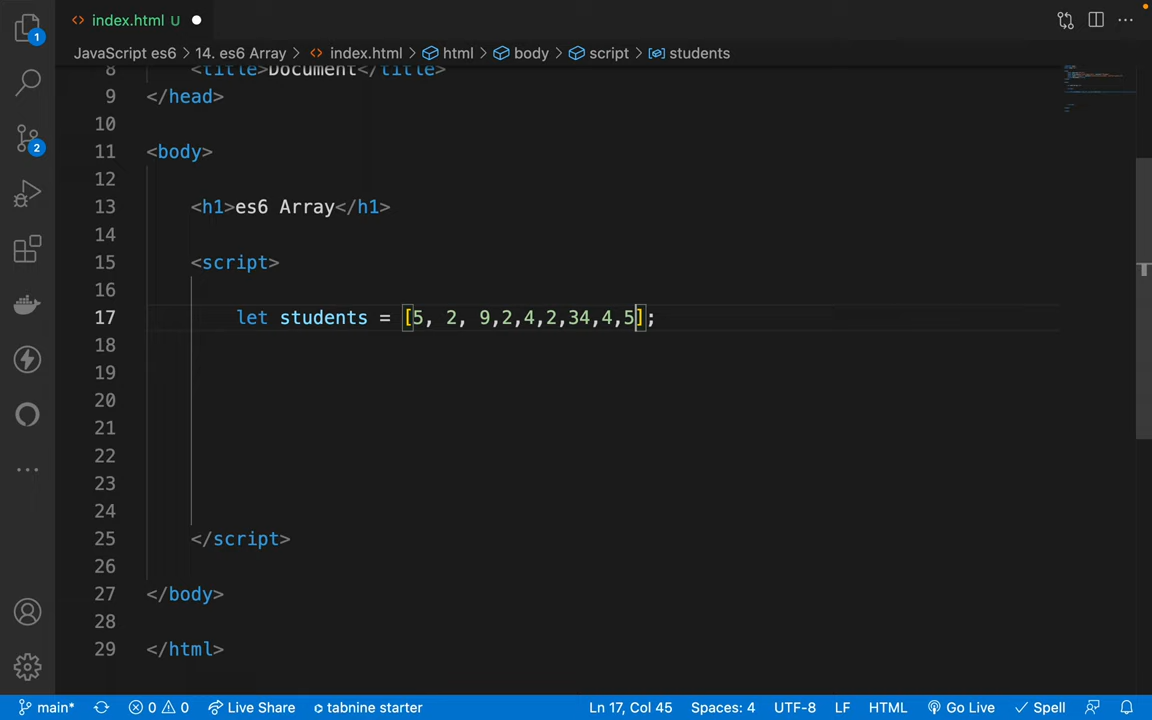 index.html U
JavaScript es6 > 14. es6 Array > index.html > html > body > script > students
8 <title>Document</title>
9 </head>
10
11 <body>
12
13 <h1>es6 Array</h1>
14
15 <script>
16
17 let students = [5, 2, 9,2,4,2,34,4,5];
18
19
20
21
22
23
24
25 </script>
26
27 </body>
28
29 </html>
1
2
main* 0 0 Live Share tabnine starter Ln 17, Col 45 Spaces: 4 UTF-8 LF HTML Go Live Spell